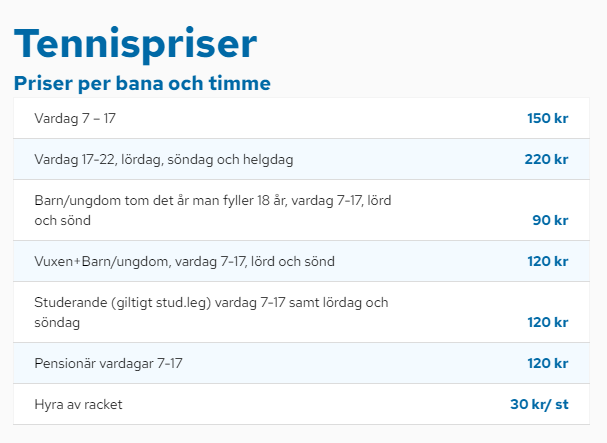 Tennispriser
Priser per bana och timme
Vardag 7 – 17 150 kr
Vardag 17-22, lördag, söndag och helgdag 220 kr
Barn/ungdom tom det år man fyller 18 år, vardag 7-17, lörd
och sönd 90 kr
Vuxen+Barn/ungdom, vardag 7-17, lörd och sönd 120 kr
Studerande (giltigt stud.leg) vardag 7-17 samt lördag och
söndag 120 kr
Pensionär vardagar 7-17 120 kr
Hyra av racket 30 kr/ st